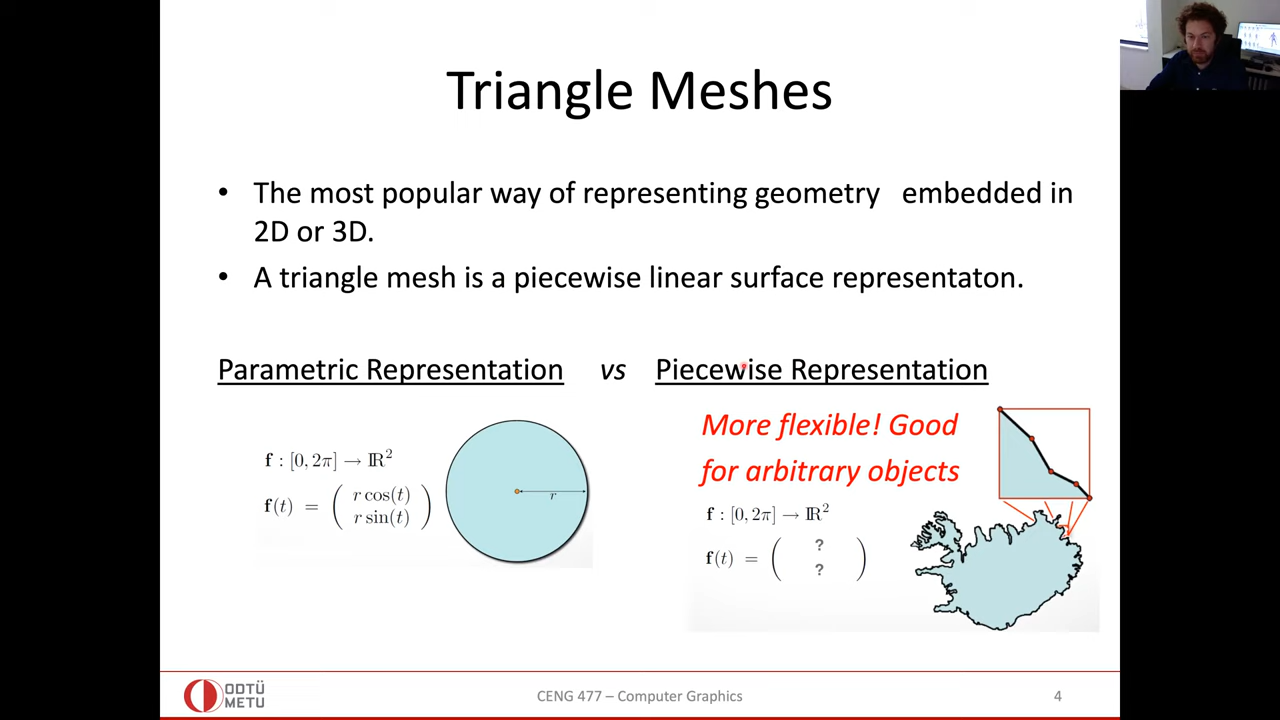 Triangle Meshes
• The most popular way of representing geometry embedded in
2D or 3D.
• A triangle mesh is a piecewise linear surface representaton.
Parametric Representation vs Piecewise Representation
f : [0, 2π] → IR²
f(t) = ( r cos(t)
r sin(t) )
r
More flexible! Good
for arbitrary objects
f : [0, 2π] → IR²
f(t) = ( ?
? )
ODTÜ
METU
CENG 477 – Computer Graphics
4